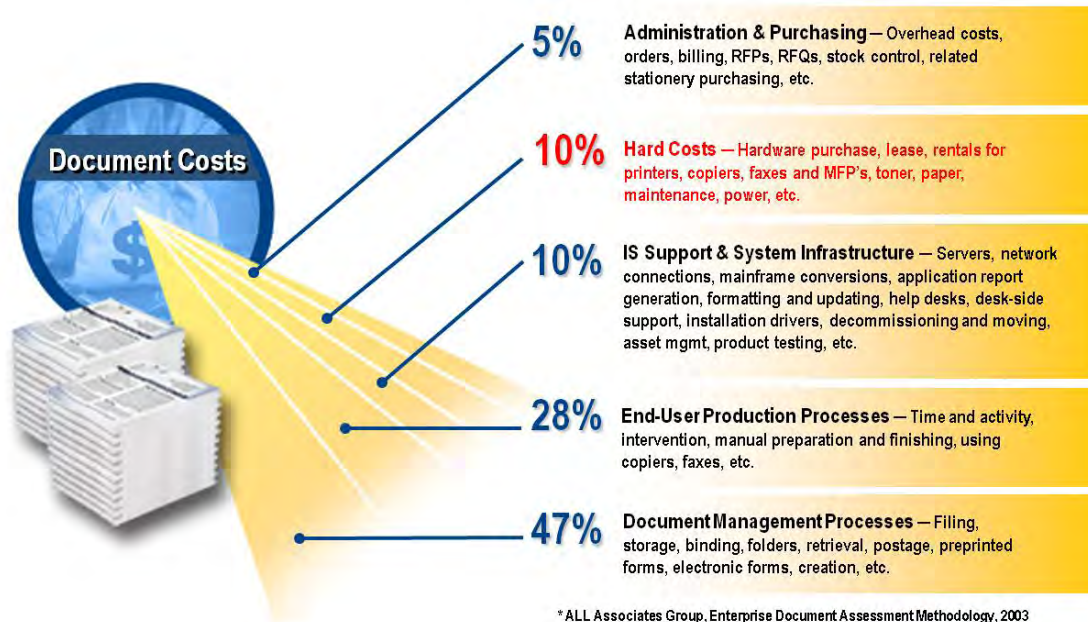 Document Costs
5%
Administration & Purchasing — Overhead costs,
orders, billing, RFPs, RFQs, stock control, related
stationery purchasing, etc.
10%
Hard Costs — Hardware purchase, lease, rentals for
printers, copiers, faxes and MFP's, toner, paper,
maintenance, power, etc.
10%
IS Support & System Infrastructure — Servers, network
connections, mainframe conversions, application report
generation, formatting and updating, help desks, desk-side
support, installation drivers, decommissioning and moving,
asset mgmt, product testing, etc.
28%
End-User Production Processes — Time and activity,
intervention, manual preparation and finishing, using
copiers, faxes, etc.
47%
Document Management Processes — Filing,
storage, binding, folders, retrieval, postage, preprinted
forms, electronic forms, creation, etc.
* ALL Associates Group, Enterprise Document Assessment Methodology, 2003